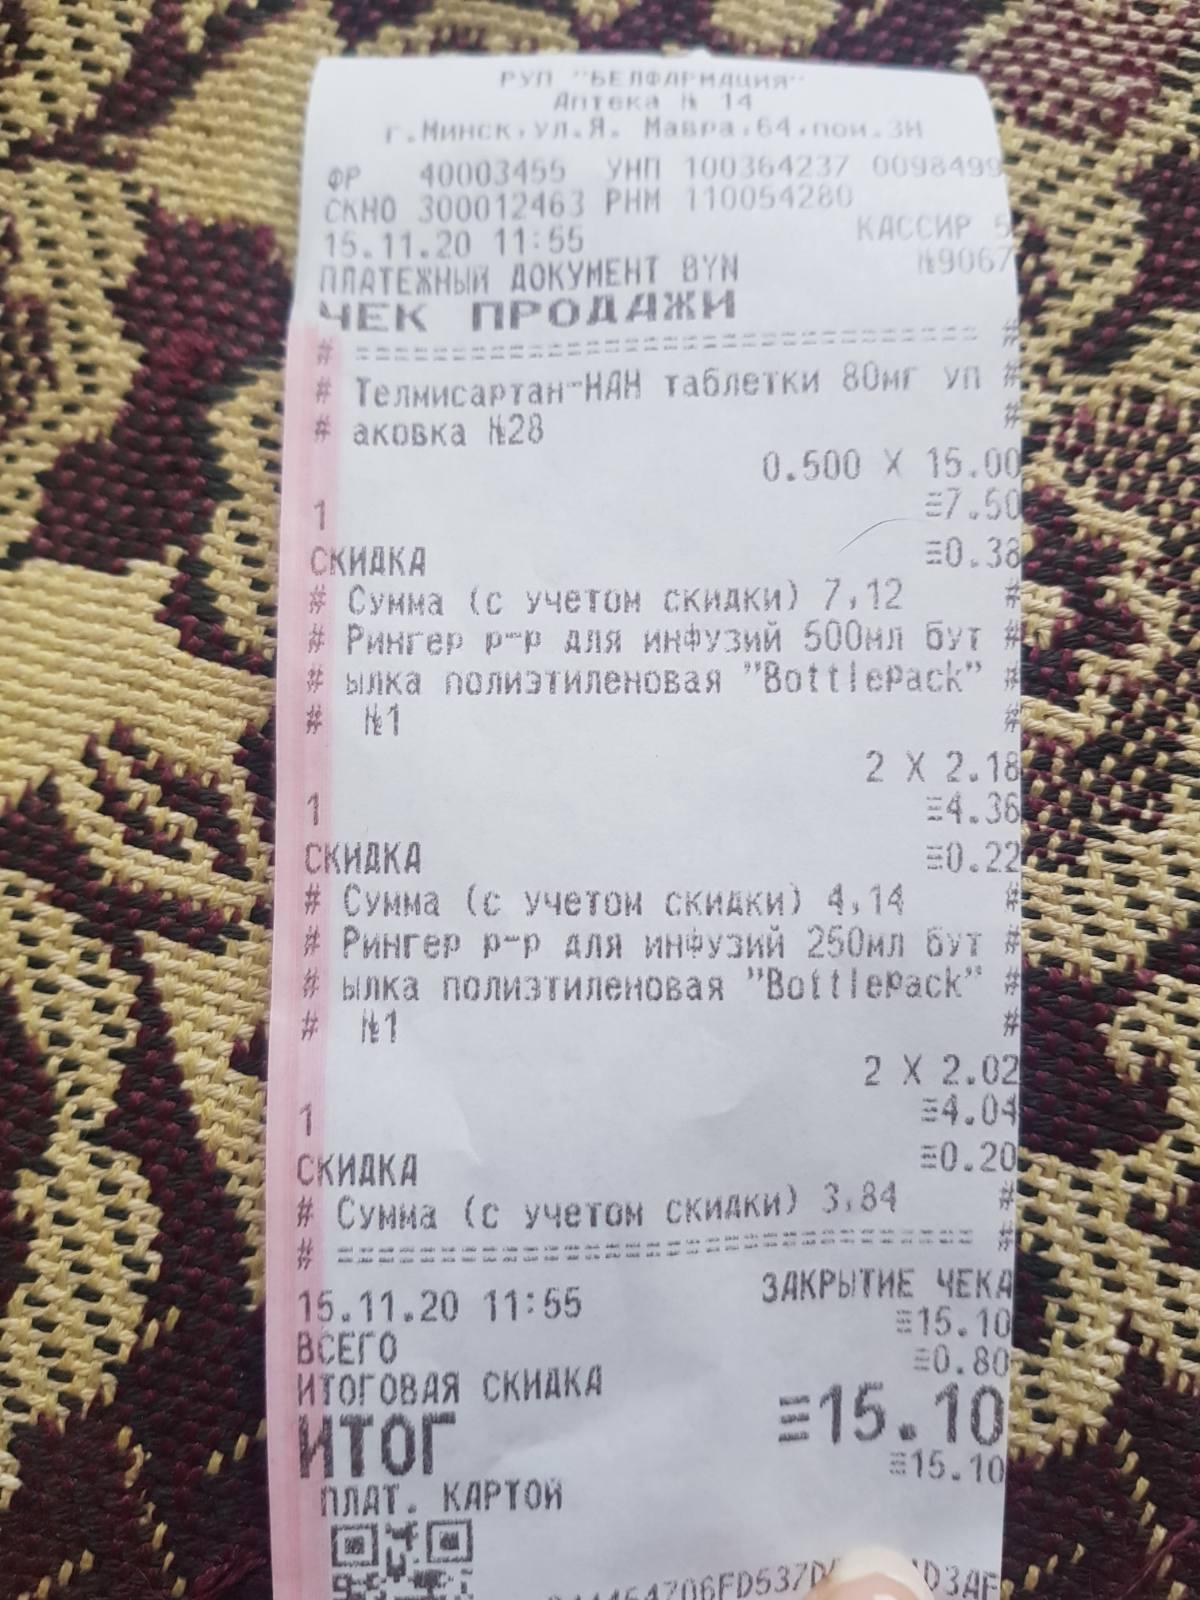 РУП "БЕЛФАРМАЦИЯ"
Аптека № 14
г.Минск,ул.Я. Мавра,64,пом.3Н
ФР 40003455 УНП 100364237 0098499
СКНО 300012463 РНМ 110054280
15.11.20 11:55 КАССИР 5
ПЛАТЕЖНЫЙ ДОКУМЕНТ BYN №9067
ЧЕК ПРОДАЖИ
# ================================ #
# Телмисартан-НАН таблетки 80мг уп #
# аковка №28 #
0.500 X 15.00
1 ≡7.50
СКИДКА ≡0.38
# Сумма (с учетом скидки) 7,12 #
# Рингер р-р для инфузий 500мл бут #
# ылка полиэтиленовая "BottlePack" #
# №1 #
2 X 2.18
1 ≡4.36
СКИДКА ≡0.22
# Сумма (с учетом скидки) 4,14 #
# Рингер р-р для инфузий 250мл бут #
# ылка полиэтиленовая "BottlePack" #
# №1 #
2 X 2.02
1 ≡4.04
СКИДКА ≡0.20
# Сумма (с учетом скидки) 3,84 #
# ================================ #
15.11.20 11:55 ЗАКРЫТИЕ ЧЕКА
ВСЕГО ≡15.10
ИТОГОВАЯ СКИДКА ≡0.80
ИТОГ ≡15.10
ПЛАТ. КАРТОЙ ≡15.10